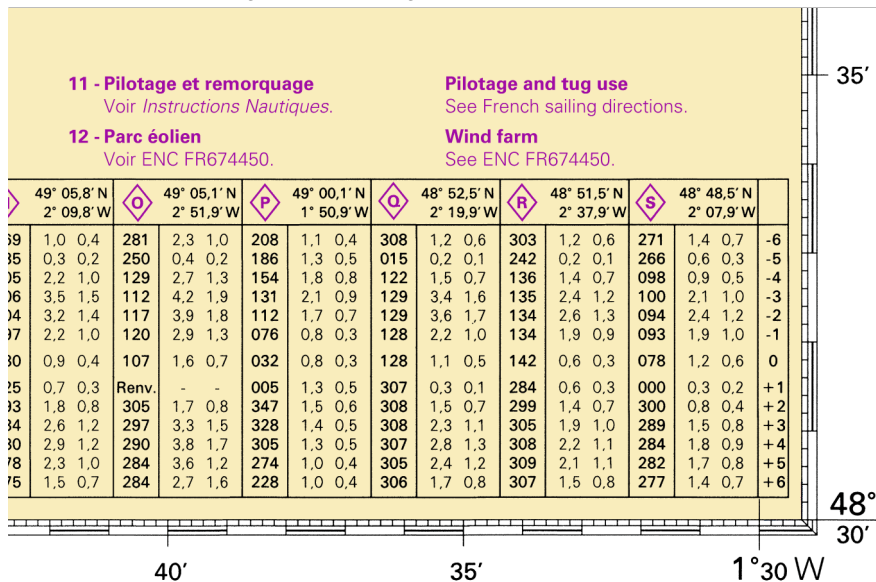 35′
11 - Pilotage et remorquage Pilotage and tug use
Voir Instructions Nautiques. See French sailing directions.
12 - Parc éolien Wind farm
Voir ENC FR674450. See ENC FR674450.
49° 05,8′ N 49° 05,1′ N 49° 00,1′ N 48° 52,5′ N 48° 51,5′ N 48° 48,5′ N
O P Q R S
2° 09,8′ W 2° 51,9′ W 1° 50,9′ W 2° 19,9′ W 2° 37,9′ W 2° 07,9′ W
69 1,0 0,4 281 2,3 1,0 208 1,1 0,4 308 1,2 0,6 303 1,2 0,6 271 1,4 0,7 -6
85 0,3 0,2 250 0,4 0,2 186 1,3 0,5 015 0,2 0,1 242 0,2 0,1 266 0,6 0,3 -5
05 2,2 1,0 129 2,7 1,3 154 1,8 0,8 122 1,5 0,7 136 1,4 0,7 098 0,9 0,5 -4
06 3,5 1,5 112 4,2 1,9 131 2,1 0,9 129 3,4 1,6 135 2,4 1,2 100 2,1 1,0 -3
04 3,2 1,4 117 3,9 1,8 112 1,7 0,7 129 3,6 1,7 134 2,6 1,3 094 2,4 1,2 -2
97 2,2 1,0 120 2,9 1,3 076 0,8 0,3 128 2,2 1,0 134 1,9 0,9 093 1,9 1,0 -1
80 0,9 0,4 107 1,6 0,7 032 0,8 0,3 128 1,1 0,5 142 0,6 0,3 078 1,2 0,6 0
25 0,7 0,3 Renv. - - 005 1,3 0,5 307 0,3 0,1 284 0,6 0,3 000 0,3 0,2 +1
93 1,8 0,8 305 1,7 0,8 347 1,5 0,6 308 1,5 0,7 299 1,4 0,7 300 0,8 0,4 +2
84 2,6 1,2 297 3,3 1,5 328 1,4 0,5 308 2,3 1,1 305 1,9 1,0 289 1,5 0,8 +3
80 2,9 1,2 290 3,8 1,7 305 1,3 0,5 307 2,8 1,3 308 2,2 1,1 284 1,8 0,9 +4
78 2,3 1,0 284 3,6 1,2 274 1,0 0,4 305 2,4 1,2 309 2,1 1,1 282 1,7 0,8 +5
75 1,5 0,7 284 2,7 1,6 228 1,0 0,4 306 1,7 0,8 307 1,5 0,8 277 1,4 0,7 +6
48°
30′
40′ 35′ 1°30 W